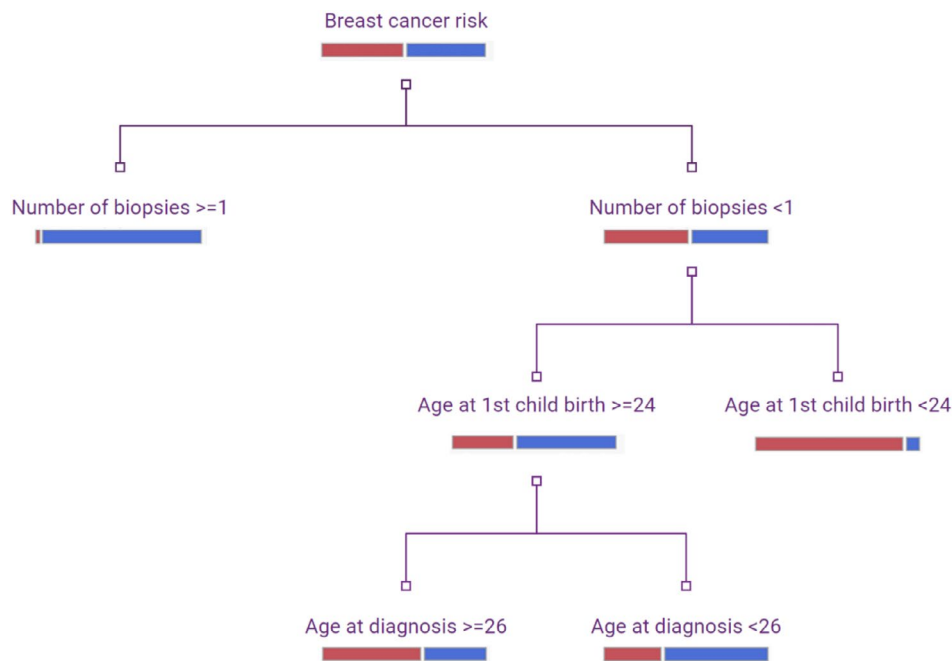 Breast cancer risk
Number of biopsies >=1
Number of biopsies <1
Age at 1st child birth >=24
Age at 1st child birth <24
Age at diagnosis >=26
Age at diagnosis <26